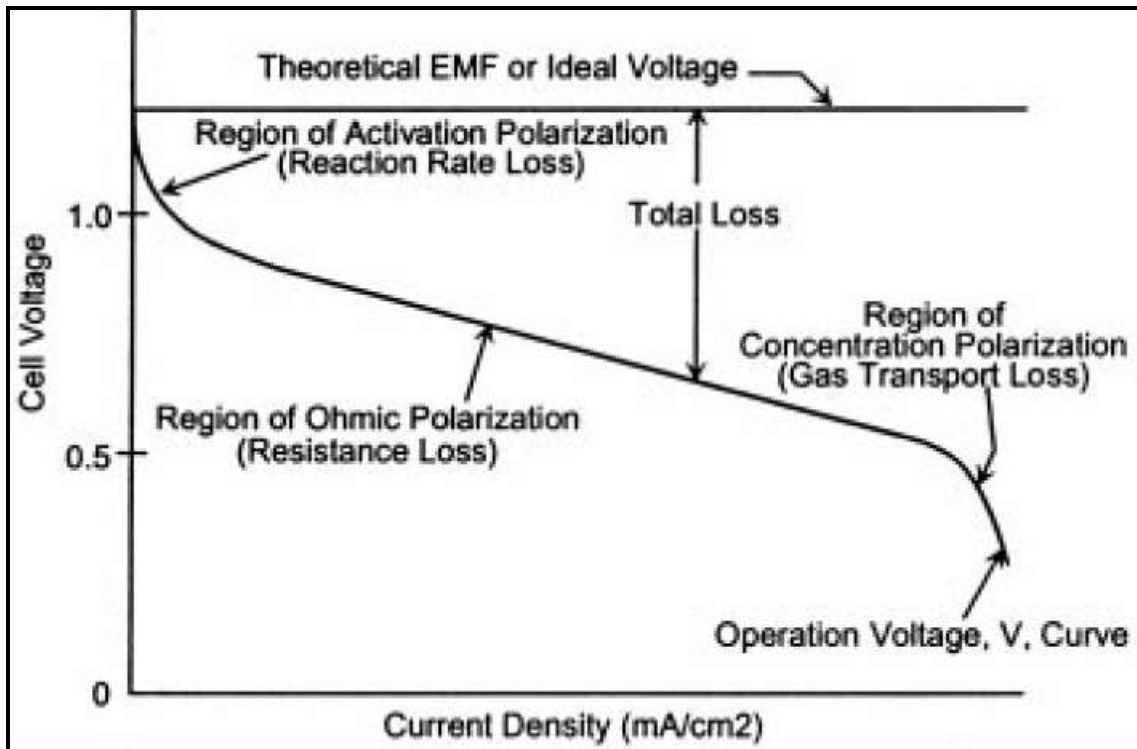 Theoretical EMF or Ideal Voltage
Region of Activation Polarization
(Reaction Rate Loss)
Total Loss
1.0
Cell Voltage
Region of
Concentration Polarization
(Gas Transport Loss)
Region of Ohmic Polarization
(Resistance Loss)
0.5
Operation Voltage, V, Curve
0
Current Density (mA/cm2)